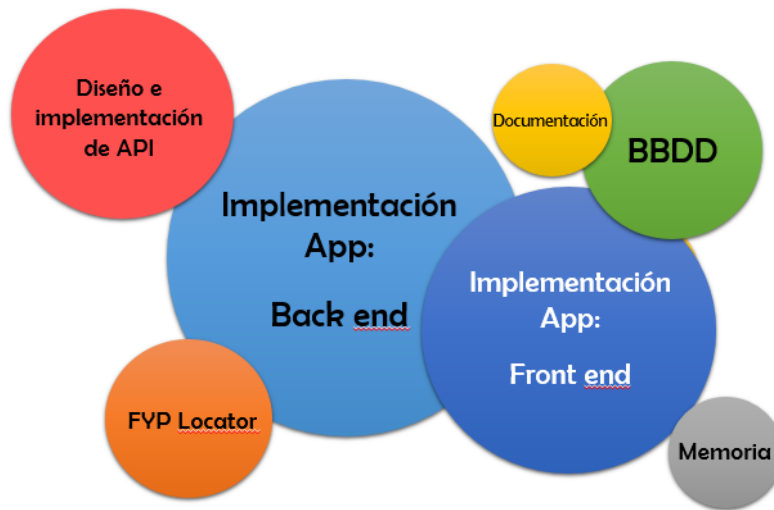 Diseño e
implementación
de API
Documentación
BBDD
Implementación
App:
Back end
Implementación
App:
Front end
FYP Locator
Memoria